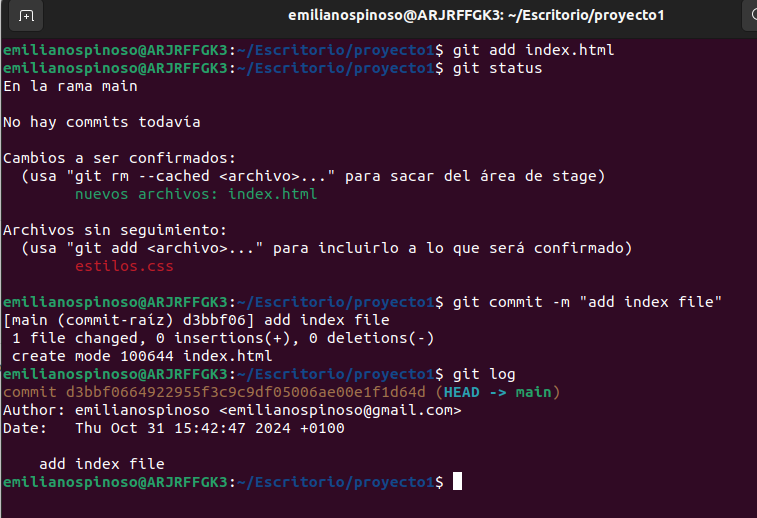 emilianospinoso@ARJRFFGK3: ~/Escritorio/proyecto1
emilianospinoso@ARJRFFGK3:~/Escritorio/proyecto1$ git add index.html
emilianospinoso@ARJRFFGK3:~/Escritorio/proyecto1$ git status
En la rama main

No hay commits todavía

Cambios a ser confirmados:
  (usa "git rm --cached <archivo>..." para sacar del área de stage)
        nuevos archivos: index.html

Archivos sin seguimiento:
  (usa "git add <archivo>..." para incluirlo a lo que será confirmado)
        estilos.css

emilianospinoso@ARJRFFGK3:~/Escritorio/proyecto1$ git commit -m "add index file"
[main (commit-raíz) d3bbf06] add index file
 1 file changed, 0 insertions(+), 0 deletions(-)
 create mode 100644 index.html
emilianospinoso@ARJRFFGK3:~/Escritorio/proyecto1$ git log
commit d3bbf0664922955f3c9c9df05006ae00e1f1d64d (HEAD -> main)
Author: emilianospinoso <emilianospinoso@gmail.com>
Date:   Thu Oct 31 15:42:47 2024 +0100

    add index file
emilianospinoso@ARJRFFGK3:~/Escritorio/proyecto1$